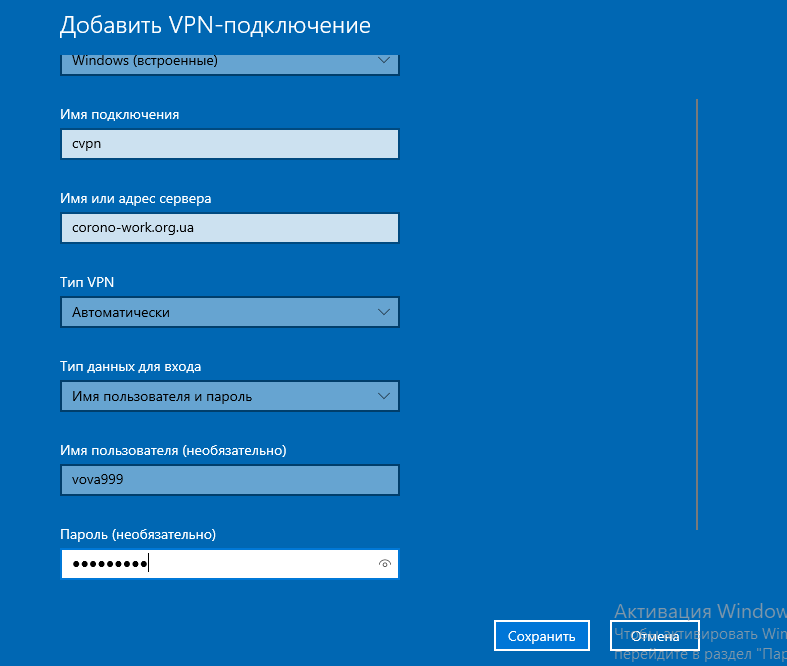 Добавить VPN-подключение
Windows (встроенные)
Имя подключения
cvpn
Имя или адрес сервера
corono-work.org.ua
Тип VPN
Автоматически
Тип данных для входа
Имя пользователя и пароль
Имя пользователя (необязательно)
vova999
Пароль (необязательно)
●●●●●●●●●
Сохранить
Отмена
Активация Window
Чтобы активировать Win
перейдите в раздел "Пар